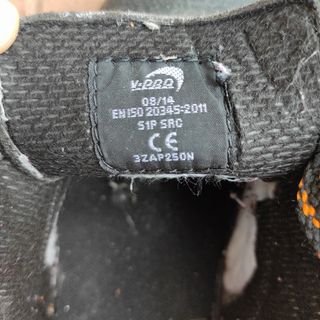 V-PRO
08/14
EN ISO 20345:2011
S1P SRC
CE
3ZAP250N